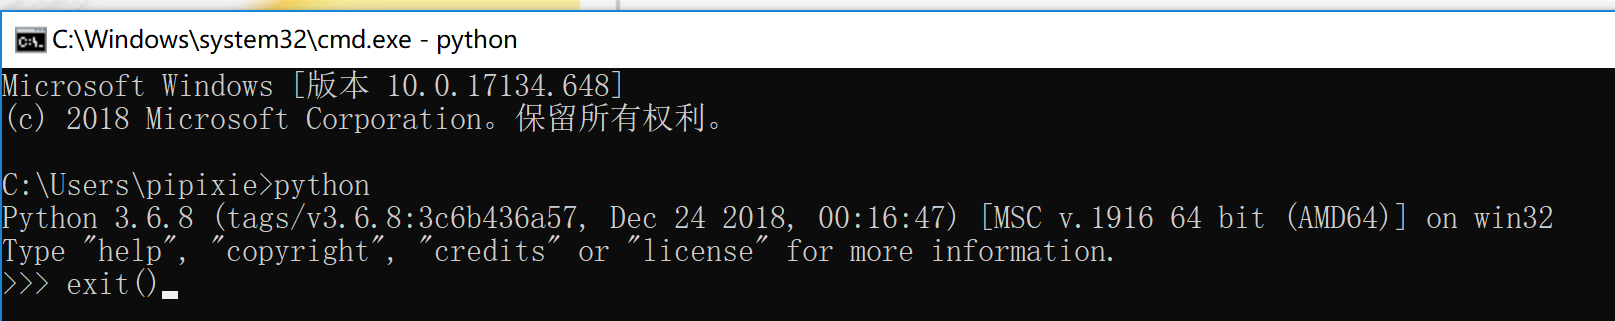 C:\Windows\system32\cmd.exe - python
Microsoft Windows [版本 10.0.17134.648]
(c) 2018 Microsoft Corporation。保留所有权利。
C:\Users\pipixie>python
Python 3.6.8 (tags/v3.6.8:3c6b436a57, Dec 24 2018, 00:16:47) [MSC v.1916 64 bit (AMD64)] on win32
Type "help", "copyright", "credits" or "license" for more information.
>>> exit()